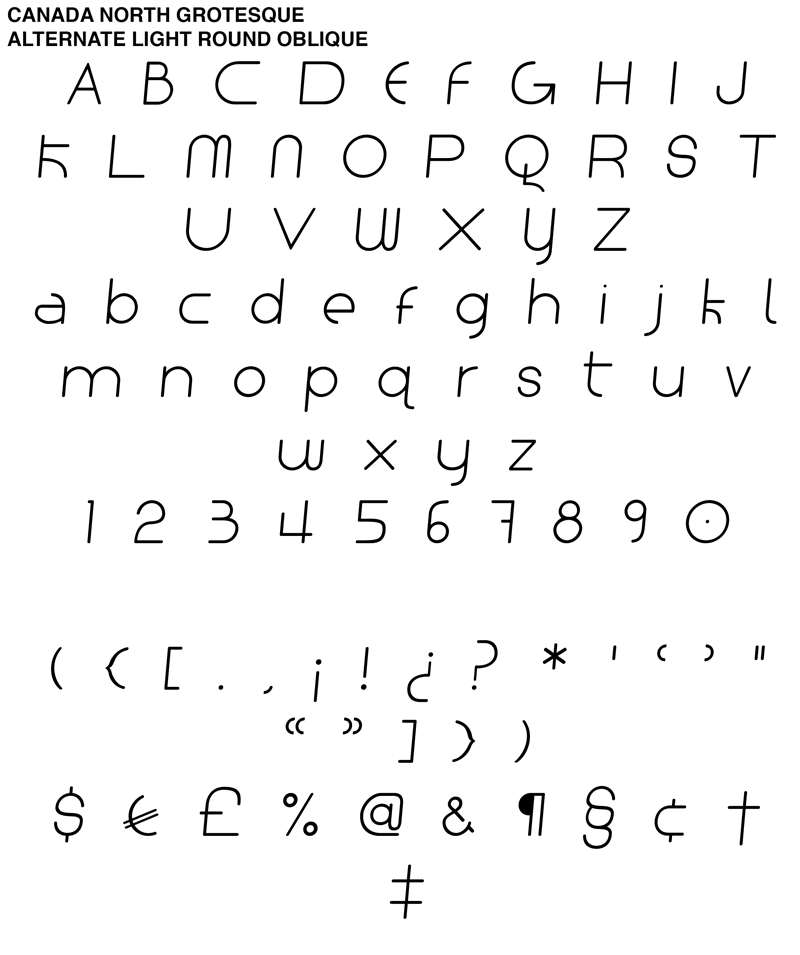 CANADA NORTH GROTESQUE
ALTERNATE LIGHT ROUND OBLIQUE
A B C D E F G H I J
K L M N O P Q R S T
U V W X Y Z
a b c d e f g h i j k l
m n o p q r s t u v
w x y z
1 2 3 4 5 6 7 8 9 0
( { [ . , ¡ ! ¿ ? * ' ‘ ’ "
“ ” ] } )
$ € £ % @ & ¶ § ¢ †
‡